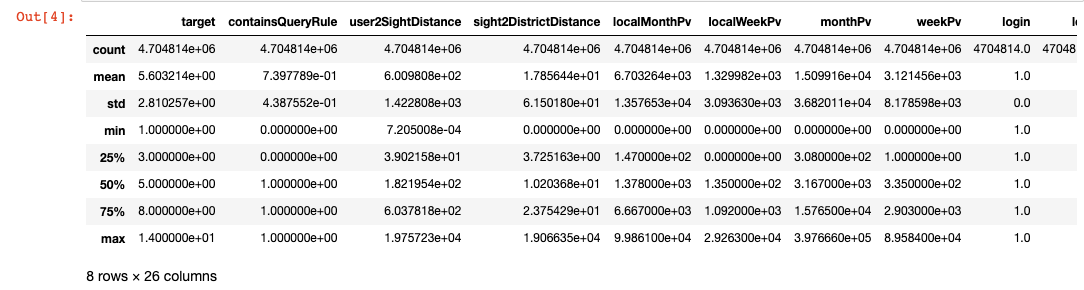 Out[4]:
target containsQueryRule user2SightDistance sight2DistrictDistance localMonthPv localWeekPv monthPv weekPv login
count 4.704814e+06 4.704814e+06 4.704814e+06 4.704814e+06 4.704814e+06 4.704814e+06 4.704814e+06 4.704814e+06 4704814.0 47048
mean 5.603214e+00 7.397789e-01 6.009808e+02 1.785644e+01 6.703264e+03 1.329982e+03 1.509916e+04 3.121456e+03 1.0
std 2.810257e+00 4.387552e-01 1.422808e+03 6.150180e+01 1.357653e+04 3.093630e+03 3.682011e+04 8.178598e+03 0.0
min 1.000000e+00 0.000000e+00 7.205008e-04 0.000000e+00 0.000000e+00 0.000000e+00 0.000000e+00 0.000000e+00 1.0
25% 3.000000e+00 0.000000e+00 3.902158e+01 3.725163e+00 1.470000e+02 0.000000e+00 3.080000e+02 1.000000e+00 1.0
50% 5.000000e+00 1.000000e+00 1.821954e+02 1.020368e+01 1.378000e+03 1.350000e+02 3.167000e+03 3.350000e+02 1.0
75% 8.000000e+00 1.000000e+00 6.037818e+02 2.375429e+01 6.667000e+03 1.092000e+03 1.576500e+04 2.903000e+03 1.0
max 1.400000e+01 1.000000e+00 1.975723e+04 1.906635e+04 9.986100e+04 2.926300e+04 3.976660e+05 8.958400e+04 1.0
8 rows × 26 columns